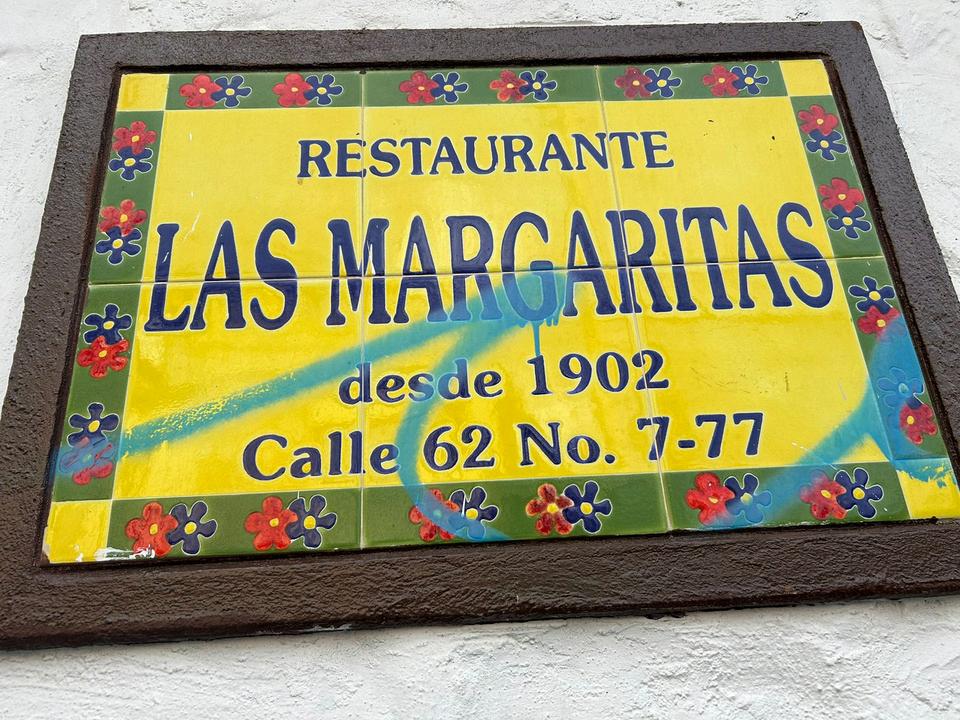 RESTAURANTE
LAS MARGARITAS
desde 1902
Calle 62 No. 7-77